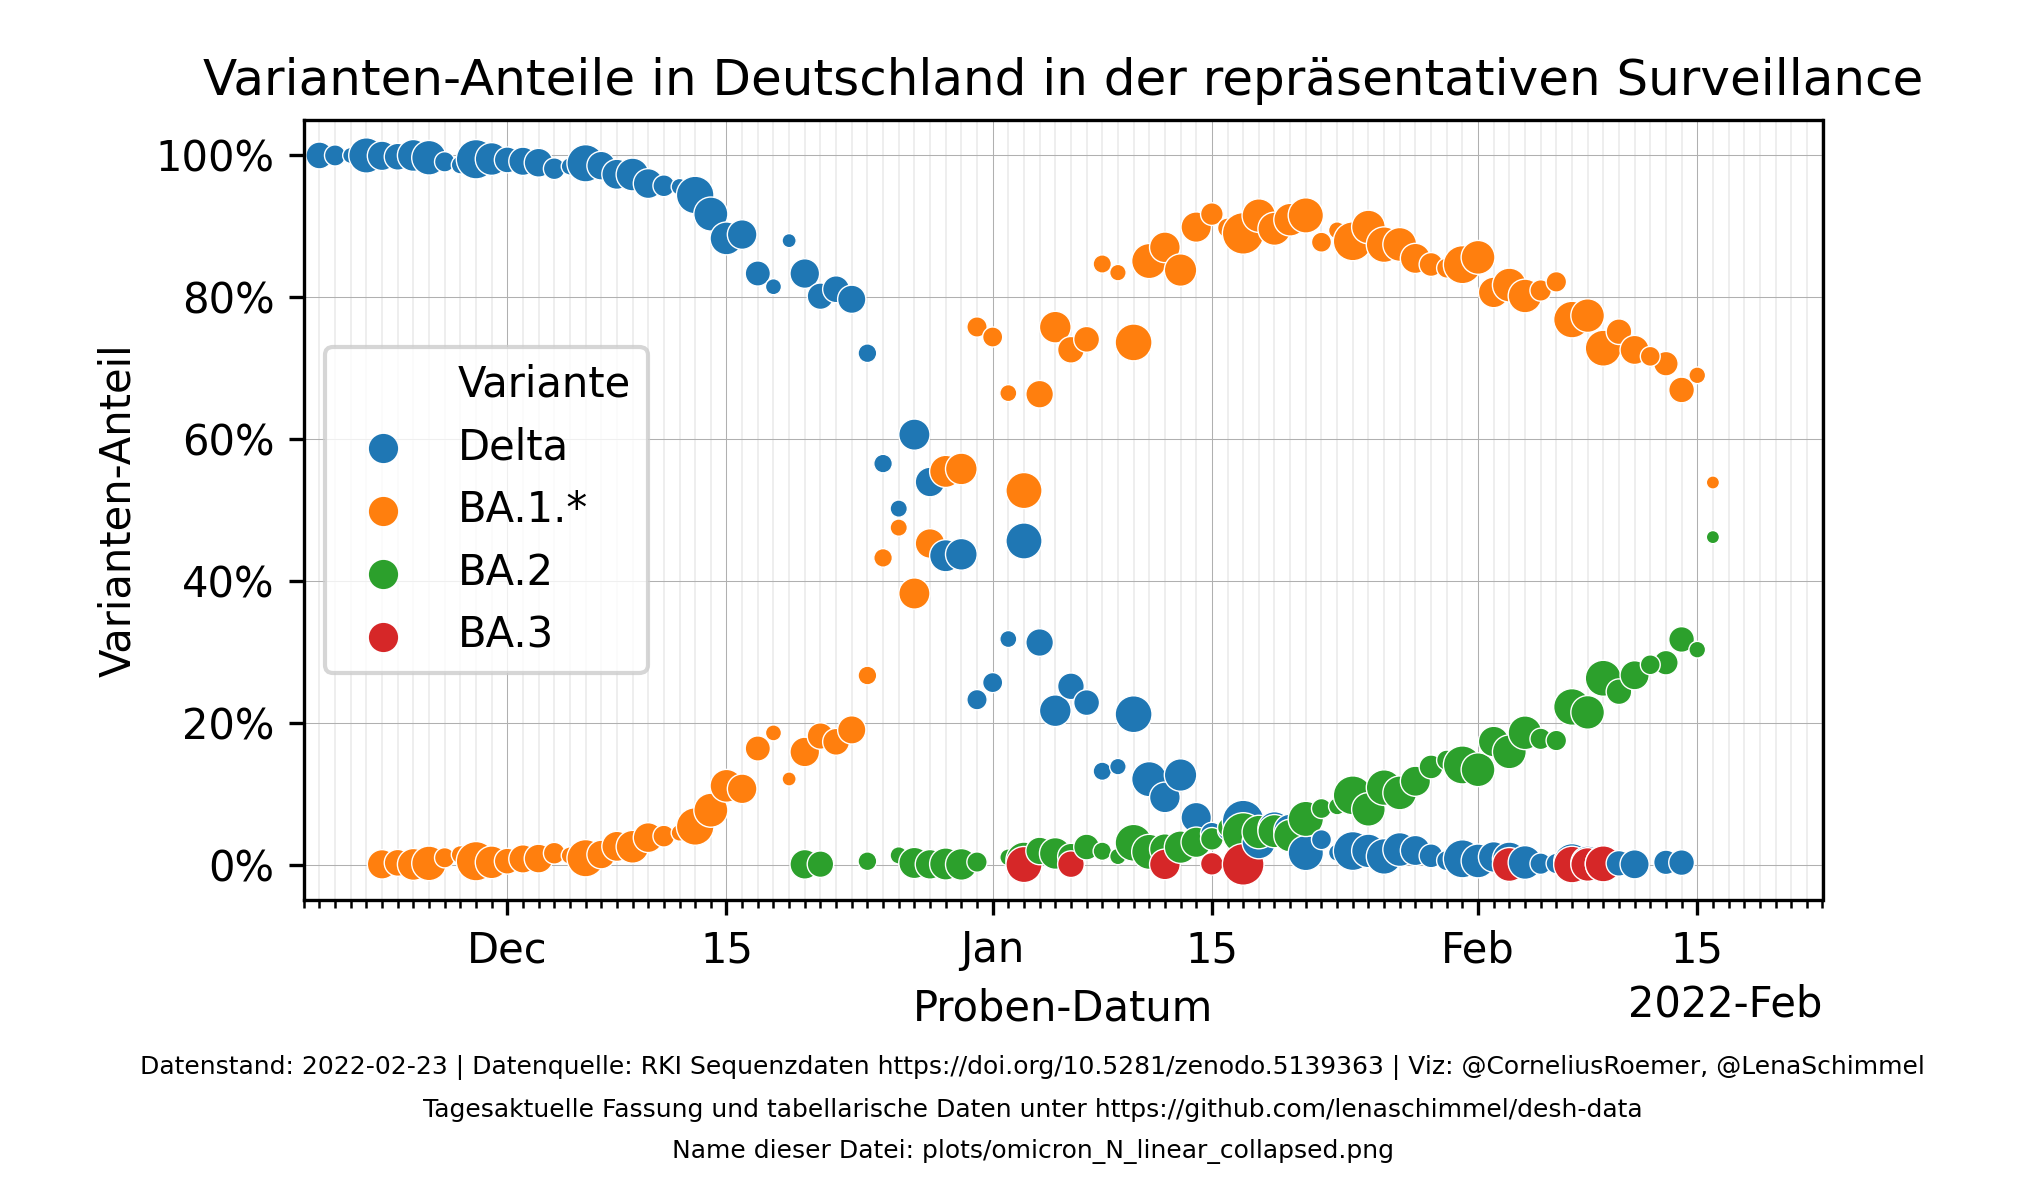 Varianten-Anteile in Deutschland in der repräsentativen Surveillance
100%
80%
60%
40%
20%
0%
Varianten-Anteil
Variante
Delta
BA.1.*
BA.2
BA.3
Dec 15 Jan 15 Feb 15
Proben-Datum
2022-Feb
Datenstand: 2022-02-23 | Datenquelle: RKI Sequenzdaten https://doi.org/10.5281/zenodo.5139363 | Viz: @CorneliusRoemer, @LenaSchimmel
Tagesaktuelle Fassung und tabellarische Daten unter https://github.com/lenaschimmel/desh-data
Name dieser Datei: plots/omicron_N_linear_collapsed.png